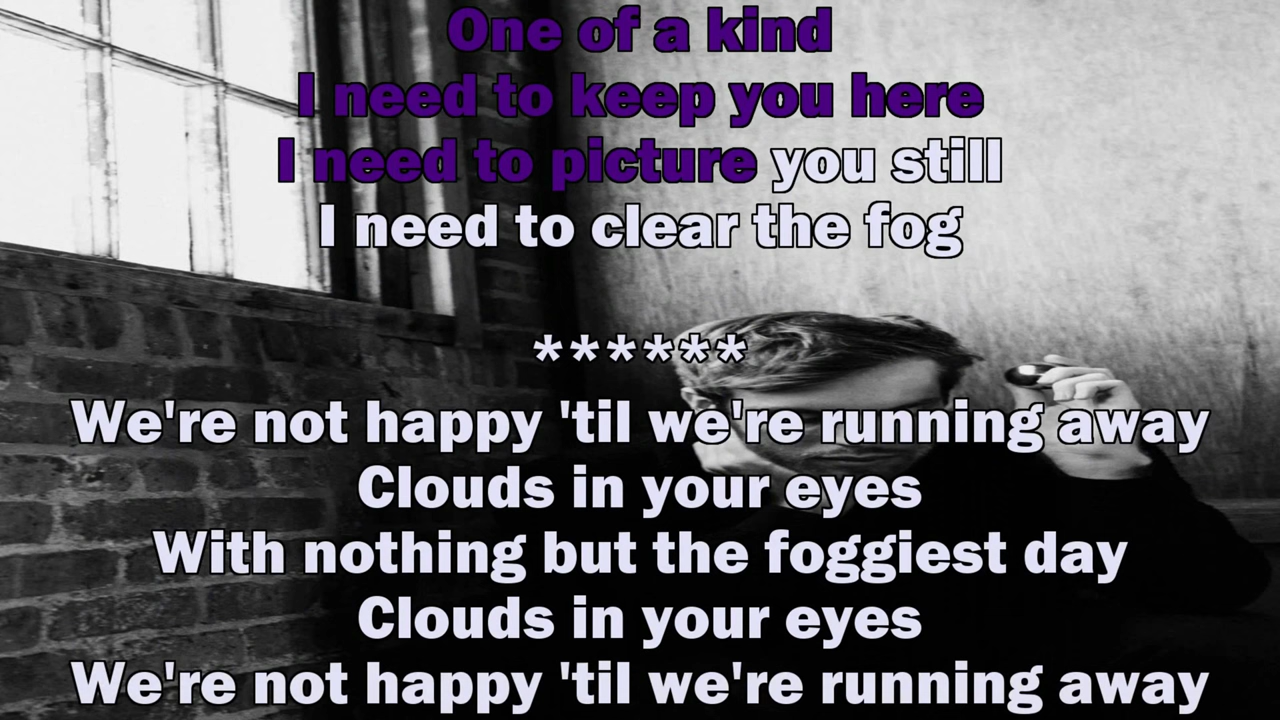 One of a kind
I need to keep you here
I need to picture you still
I need to clear the fog
******
We're not happy 'til we're running away
Clouds in your eyes
With nothing but the foggiest day
Clouds in your eyes
We're not happy 'til we're running away